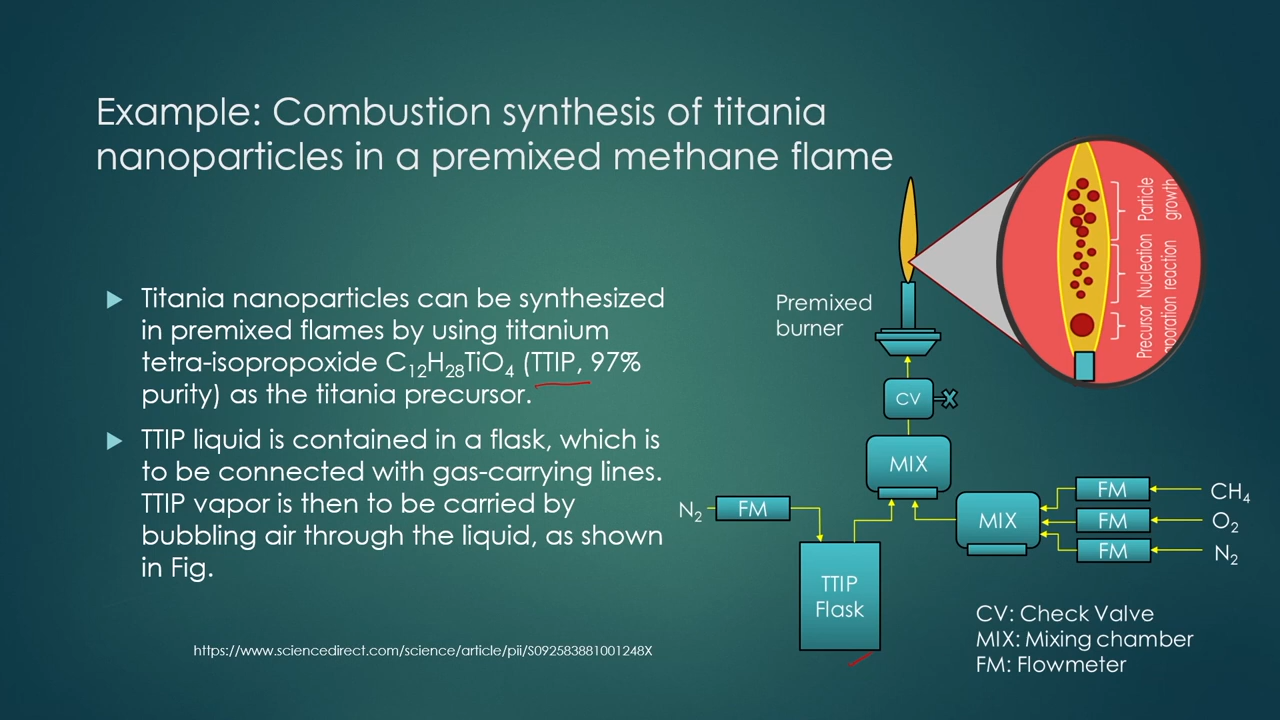 Example: Combustion synthesis of titania
nanoparticles in a premixed methane flame
Titania nanoparticles can be synthesized
in premixed flames by using titanium
tetra-isopropoxide C₁₂H₂₈TiO₄ (TTIP, 97%
purity) as the titania precursor.
TTIP liquid is contained in a flask, which is
to be connected with gas-carrying lines.
TTIP vapor is then to be carried by
bubbling air through the liquid, as shown
in Fig.
https://www.sciencedirect.com/science/article/pii/S092583881001248X
Particle
growth
Nucleation
reaction
Precursor
Premixed
burner
CV
MIX
N₂
FM
TTIP
Flask
MIX
FM
CH₄
FM
O₂
FM
N₂
CV: Check Valve
MIX: Mixing chamber
FM: Flowmeter